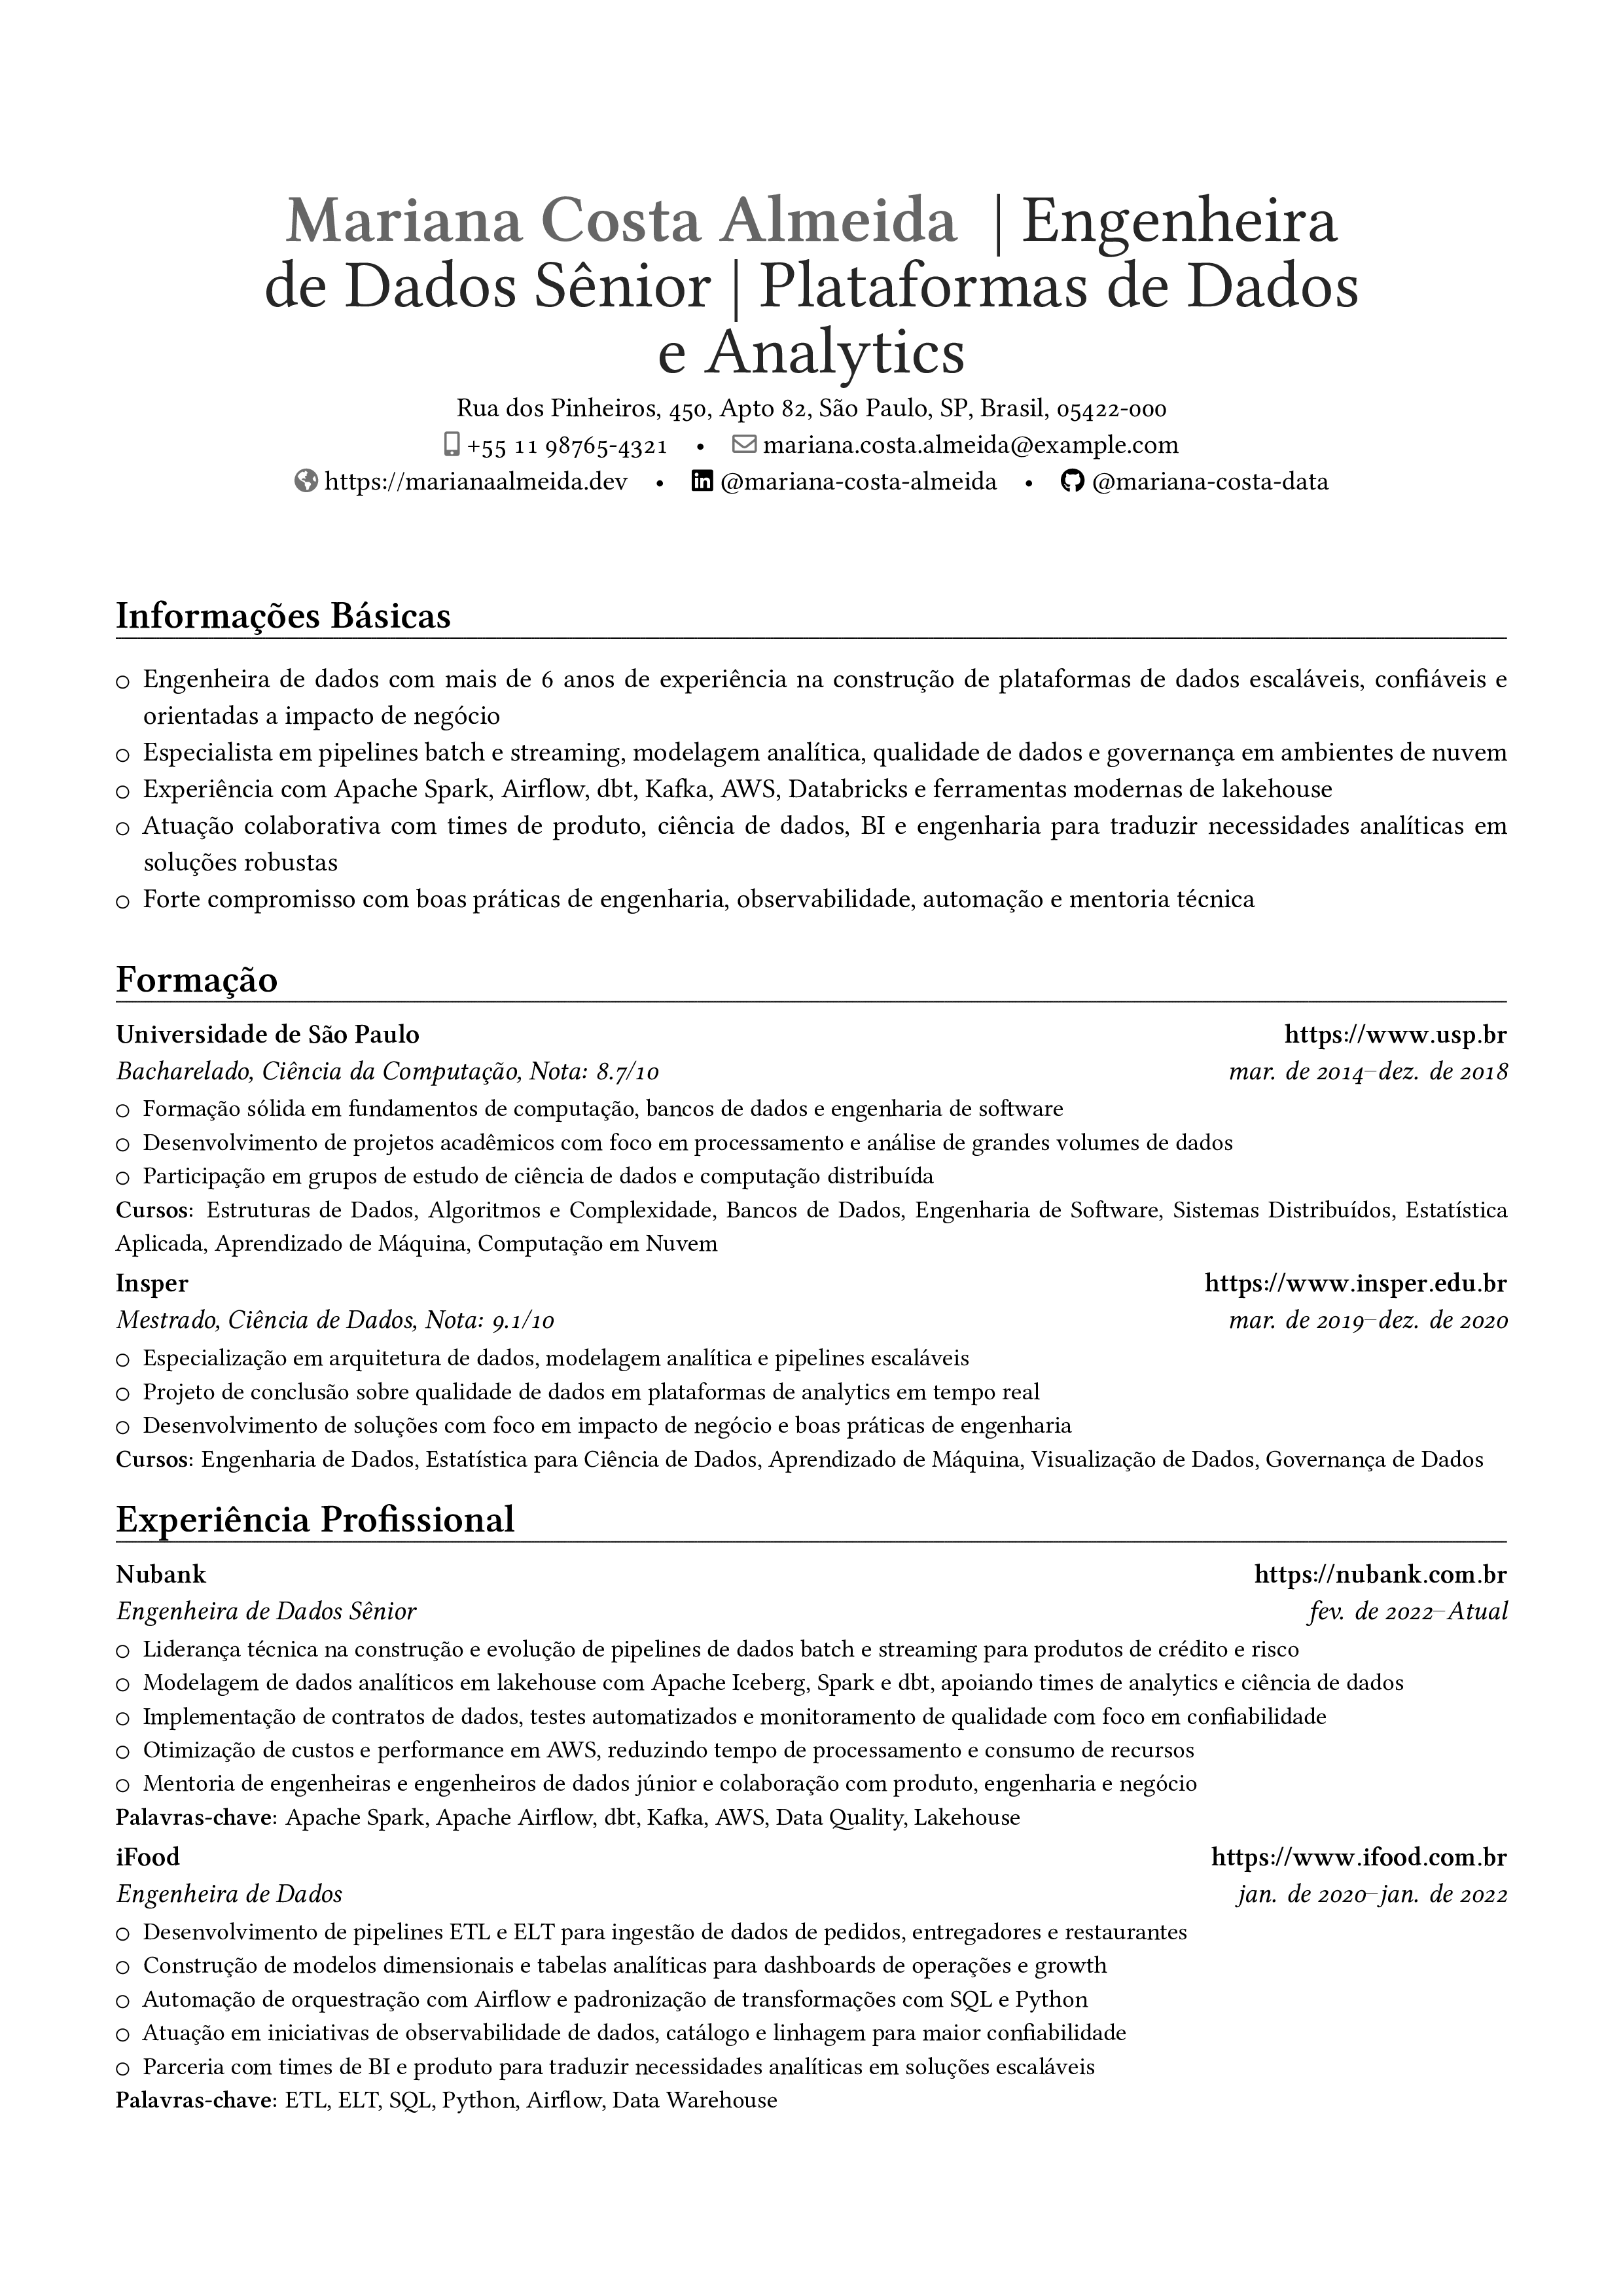 Mariana Costa Almeida | Engenheira
de Dados Sênior | Plataformas de Dados
e Analytics
Rua dos Pinheiros, 450, Apto 82, São Paulo, SP, Brasil, 05422-000
+55 11 98765-4321 • mariana.costa.almeida@example.com
https://marianaalmeida.dev • @mariana-costa-almeida • @mariana-costa-data
Informações Básicas
○ Engenheira de dados com mais de 6 anos de experiência na construção de plataformas de dados escaláveis, confiáveis e
orientadas a impacto de negócio
○ Especialista em pipelines batch e streaming, modelagem analítica, qualidade de dados e governança em ambientes de nuvem
○ Experiência com Apache Spark, Airflow, dbt, Kafka, AWS, Databricks e ferramentas modernas de lakehouse
○ Atuação colaborativa com times de produto, ciência de dados, BI e engenharia para traduzir necessidades analíticas em
soluções robustas
○ Forte compromisso com boas práticas de engenharia, observabilidade, automação e mentoria técnica
Formação
Universidade de São Paulo https://www.usp.br
Bacharelado, Ciência da Computação, Nota: 8.7/10 mar. de 2014–dez. de 2018
○ Formação sólida em fundamentos de computação, bancos de dados e engenharia de software
○ Desenvolvimento de projetos acadêmicos com foco em processamento e análise de grandes volumes de dados
○ Participação em grupos de estudo de ciência de dados e computação distribuída
Cursos: Estruturas de Dados, Algoritmos e Complexidade, Bancos de Dados, Engenharia de Software, Sistemas Distribuídos, Estatística
Aplicada, Aprendizado de Máquina, Computação em Nuvem
Insper https://www.insper.edu.br
Mestrado, Ciência de Dados, Nota: 9.1/10 mar. de 2019–dez. de 2020
○ Especialização em arquitetura de dados, modelagem analítica e pipelines escaláveis
○ Projeto de conclusão sobre qualidade de dados em plataformas de analytics em tempo real
○ Desenvolvimento de soluções com foco em impacto de negócio e boas práticas de engenharia
Cursos: Engenharia de Dados, Estatística para Ciência de Dados, Aprendizado de Máquina, Visualização de Dados, Governança de Dados
Experiência Profissional
Nubank https://nubank.com.br
Engenheira de Dados Sênior fev. de 2022–Atual
○ Liderança técnica na construção e evolução de pipelines de dados batch e streaming para produtos de crédito e risco
○ Modelagem de dados analíticos em lakehouse com Apache Iceberg, Spark e dbt, apoiando times de analytics e ciência de dados
○ Implementação de contratos de dados, testes automatizados e monitoramento de qualidade com foco em confiabilidade
○ Otimização de custos e performance em AWS, reduzindo tempo de processamento e consumo de recursos
○ Mentoria de engenheiras e engenheiros de dados júnior e colaboração com produto, engenharia e negócio
Palavras-chave: Apache Spark, Apache Airflow, dbt, Kafka, AWS, Data Quality, Lakehouse
iFood https://www.ifood.com.br
Engenheira de Dados jan. de 2020–jan. de 2022
○ Desenvolvimento de pipelines ETL e ELT para ingestão de dados de pedidos, entregadores e restaurantes
○ Construção de modelos dimensionais e tabelas analíticas para dashboards de operações e growth
○ Automação de orquestração com Airflow e padronização de transformações com SQL e Python
○ Atuação em iniciativas de observabilidade de dados, catálogo e linhagem para maior confiabilidade
○ Parceria com times de BI e produto para traduzir necessidades analíticas em soluções escaláveis
Palavras-chave: ETL, ELT, SQL, Python, Airflow, Data Warehouse